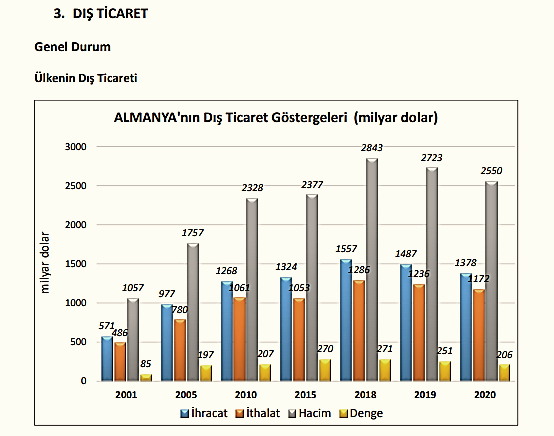 3. DIŞ TİCARET
Genel Durum
Ülkenin Dış Ticareti
ALMANYA'nın Dış Ticaret Göstergeleri (milyar dolar)
milyar dolar
3000
2500
2000
1500
1000
500
0
571 486 1057 85
977 780 1757 197
1268 1061 2328 207
1324 1053 2377 270
1557 1286 2843 271
1487 1236 2723 251
1378 1172 2550 206
2001 2005 2010 2015 2018 2019 2020
İhracat İthalat Hacim Denge